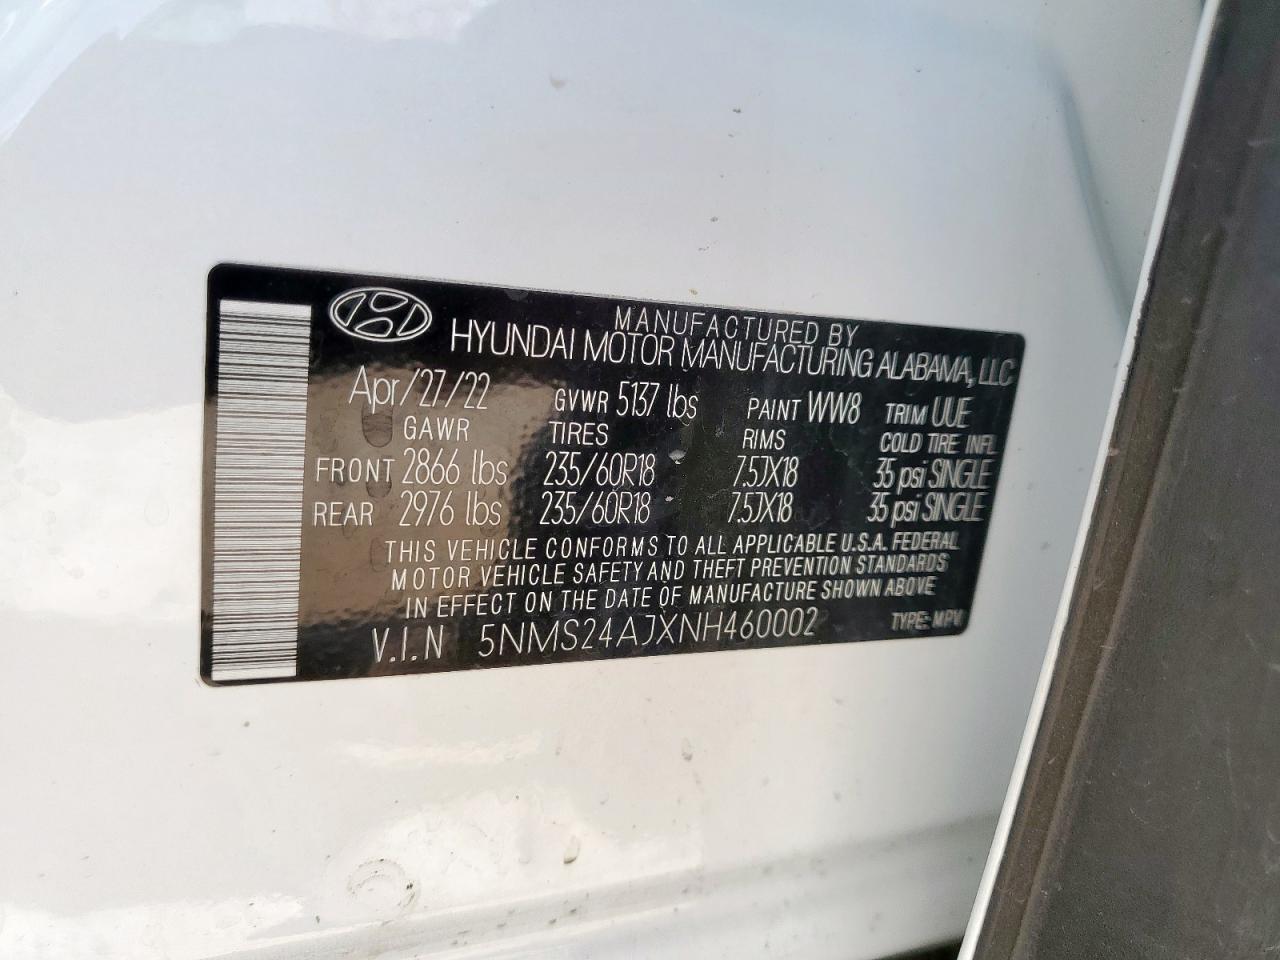 MANUFACTURED BY
HYUNDAI MOTOR MANUFACTURING ALABAMA, LLC
Apr/27/22 GVWR 5137 lbs PAINT WW8 TRIM UUE
GAWR TIRES RIMS COLD TIRE INFL
FRONT 2866 lbs 235/60R18 7.5JX18 35 psi SINGLE
REAR 2976 lbs 235/60R18 7.5JX18 35 psi SINGLE
THIS VEHICLE CONFORMS TO ALL APPLICABLE U.S.A. FEDERAL
MOTOR VEHICLE SAFETY AND THEFT PREVENTION STANDARDS
IN EFFECT ON THE DATE OF MANUFACTURE SHOWN ABOVE
V.I.N 5NMS24AJXNH460002 TYPE: MPV